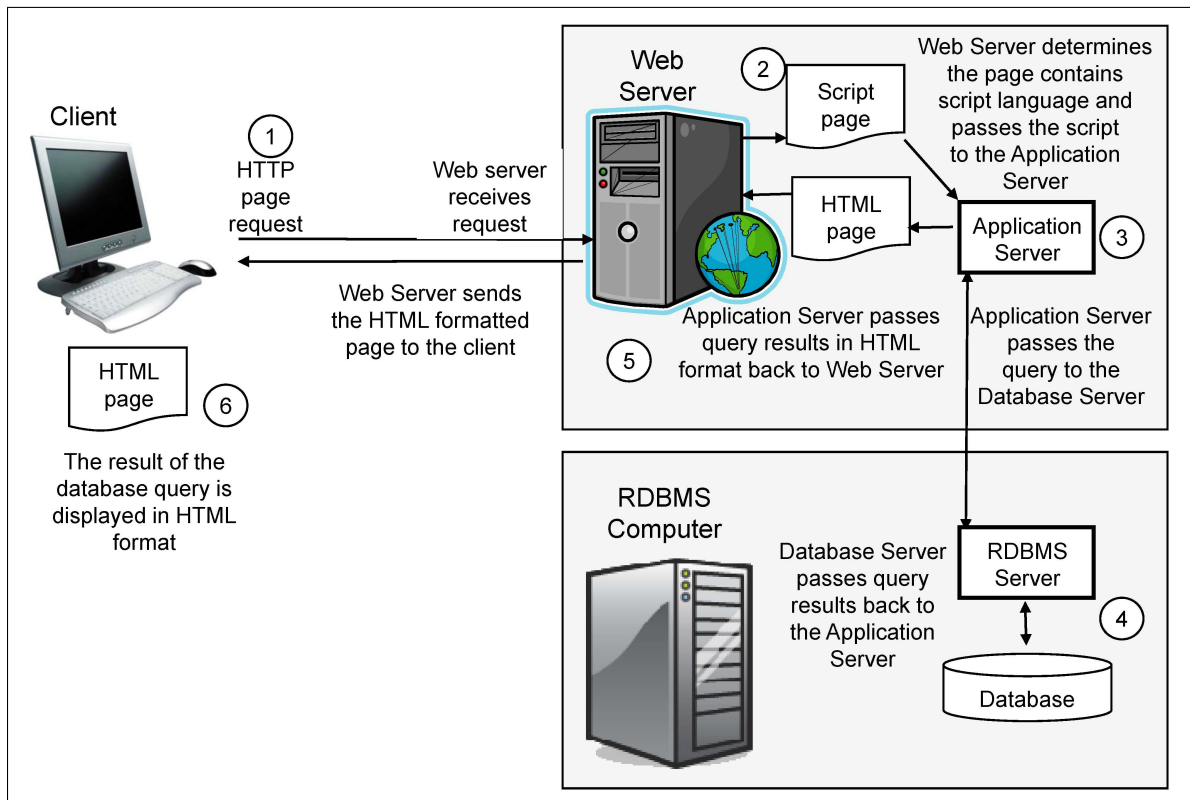 Client
1
HTTP
page
request
Web server
receives
request
Web Server sends
the HTML formatted
page to the client
HTML
page
6
The result of the
database query is
displayed in HTML
format
Web
Server
2
Script
page
Web Server determines
the page contains
script language and
passes the script
to the Application
Server
HTML
page
Application
Server
3
5
Application Server passes
query results in HTML
format back to Web Server
Application Server
passes the
query to the
Database Server
RDBMS
Computer
Database Server
passes query
results back to
the Application
Server
RDBMS
Server
4
Database